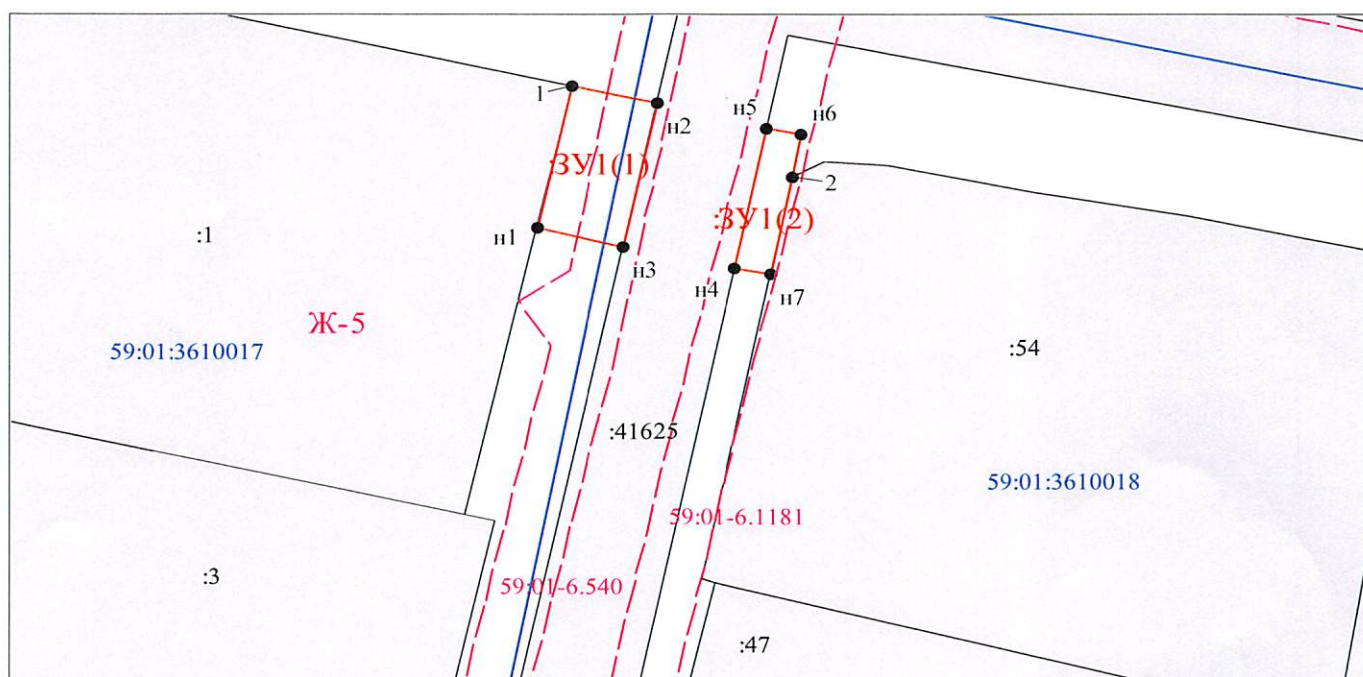 1
н2
н5
н6
:ЗУ1(1)
2
:ЗУ1(2)
н1
:1
н3
н4
н7
Ж-5
59:01:3610017
:54
:41625
59:01:3610018
59:01-6.1181
:3
59:01-6.540
:47